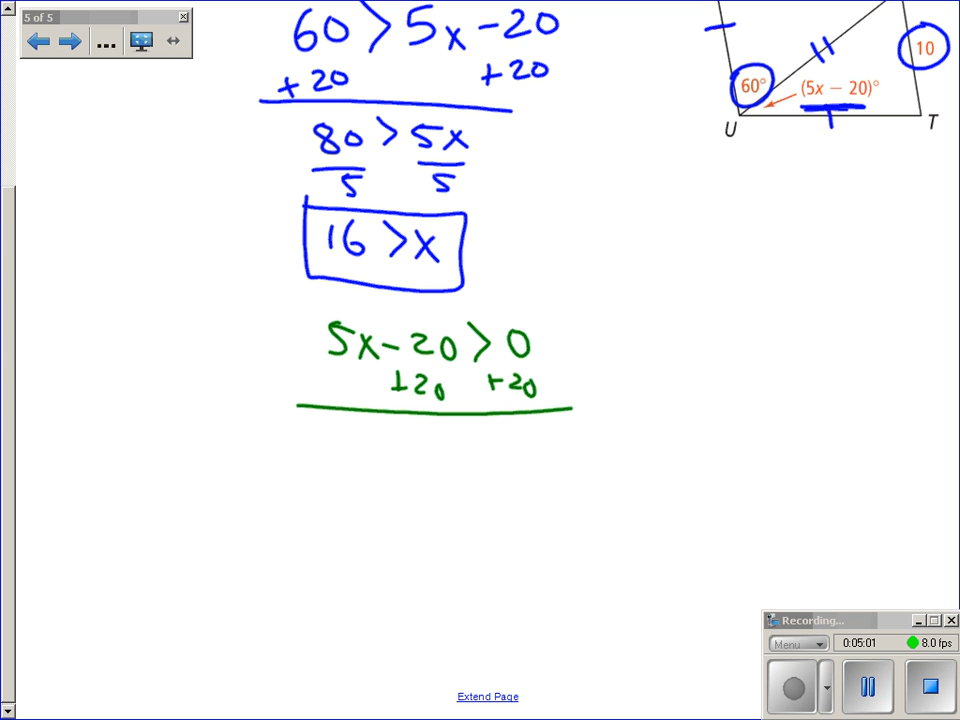 5 of 5
60 > 5x - 20
+20 +20
80 > 5x
5 5
16 > x
5x - 20 > 0
+20 +20
10
60°
(5x − 20)°
U
T
Recording...
Menu
0:05:01
8.0 fps
Extend Page